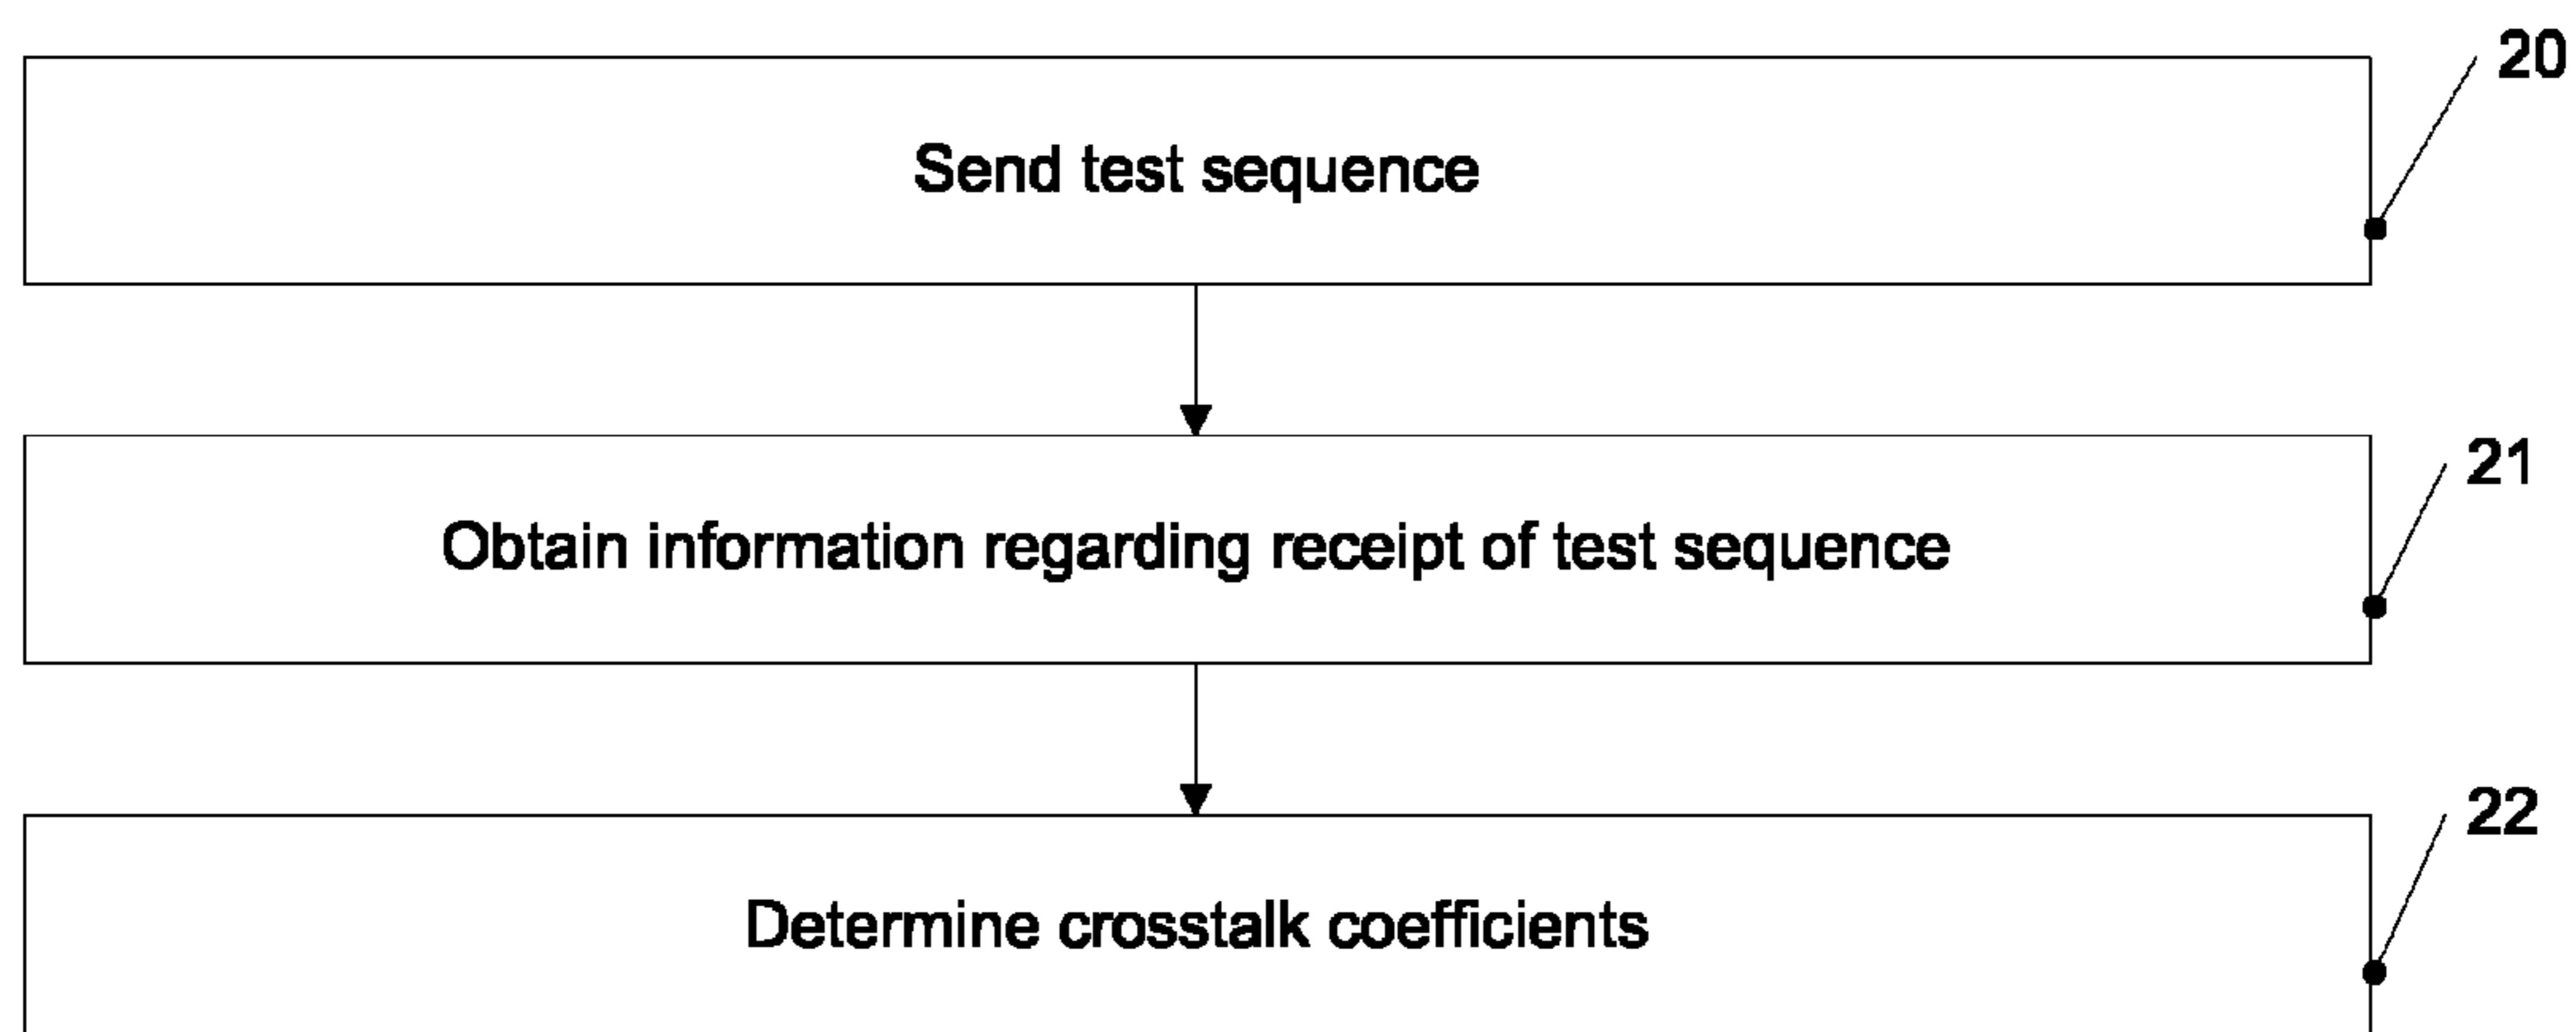 20
Send test sequence
21
Obtain information regarding receipt of test sequence
22
Determine crosstalk coefficients